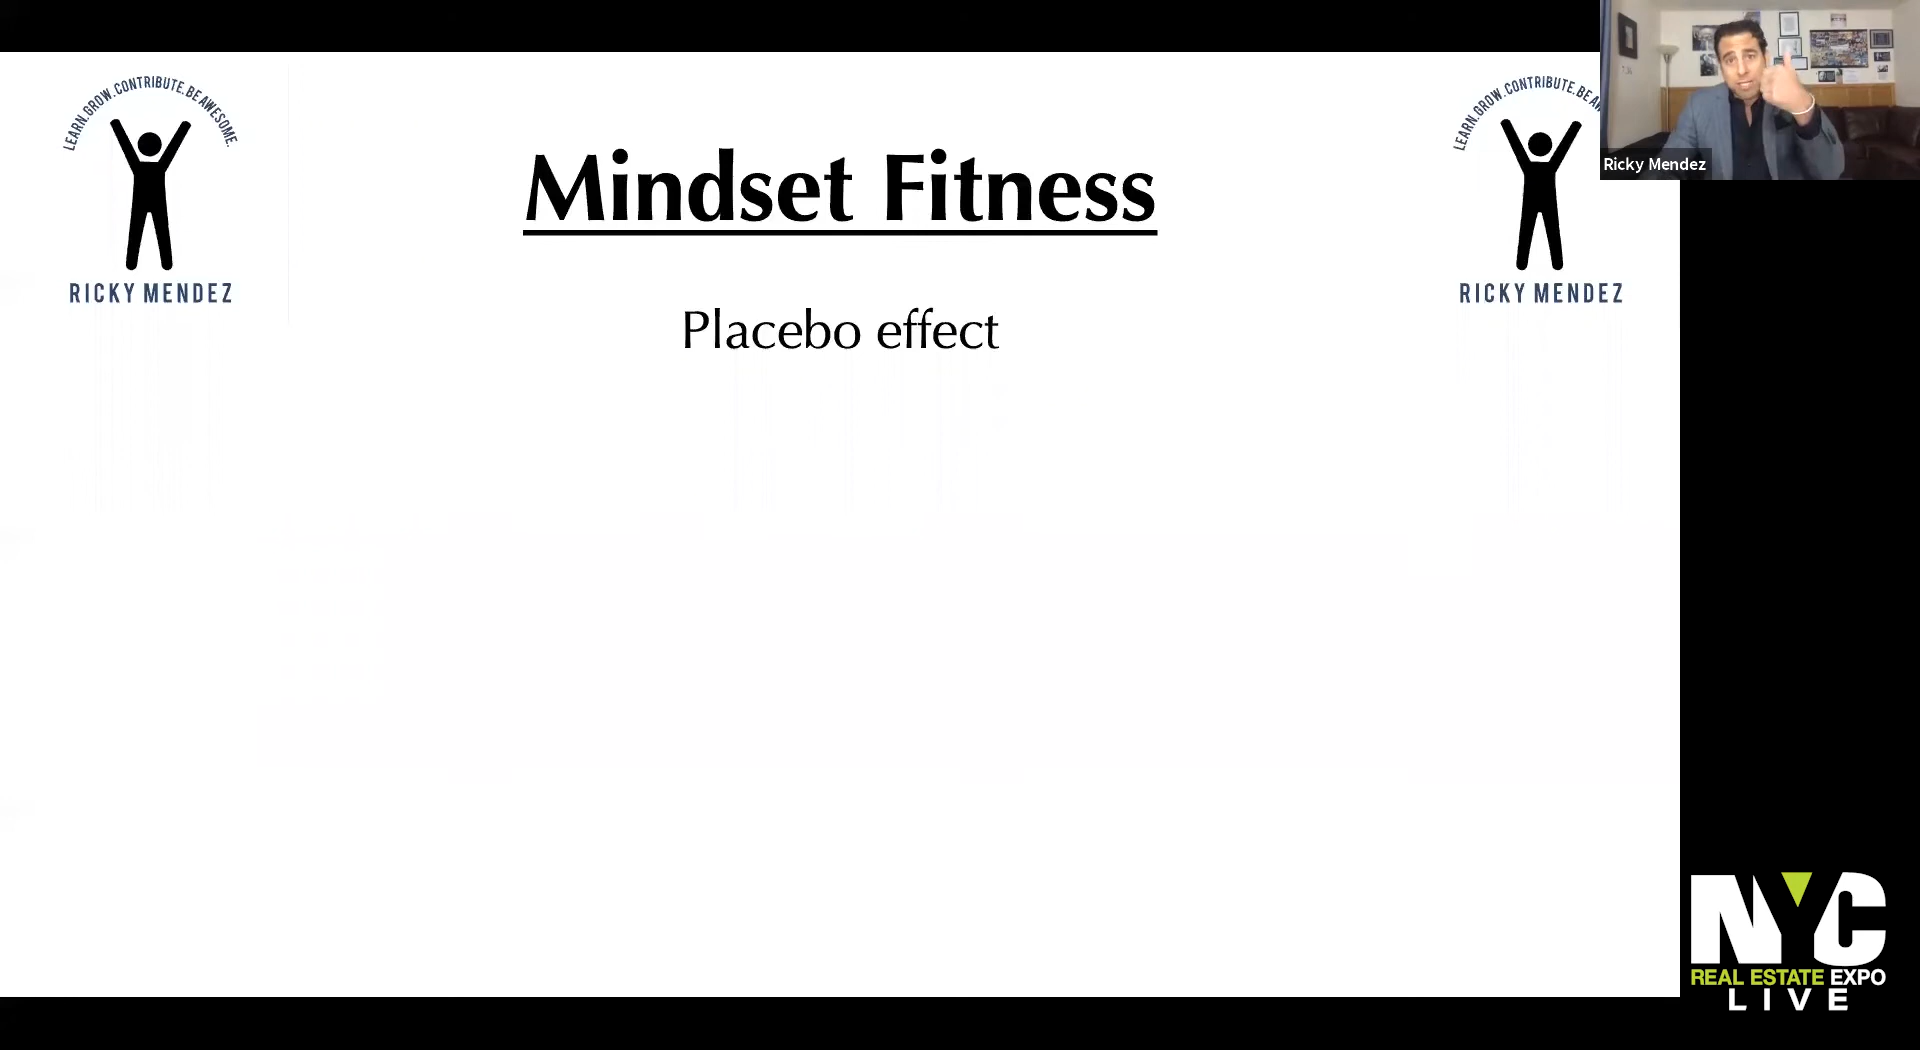 LEARN.GROW.CONTRIBUTE.BE AWESOME.
RICKY MENDEZ
Mindset Fitness
Placebo effect
LEARN.GROW.CONTRIBUTE.BE
RICKY MENDEZ
Ricky Mendez
NYC
REAL ESTATE EXPO
LIVE